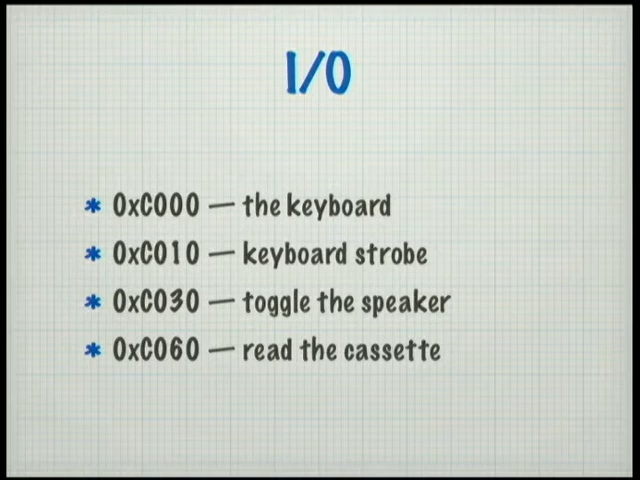 I/O
* 0xC000 — the keyboard
* 0xC010 — keyboard strobe
* 0xC030 — toggle the speaker
* 0xC060 — read the cassette